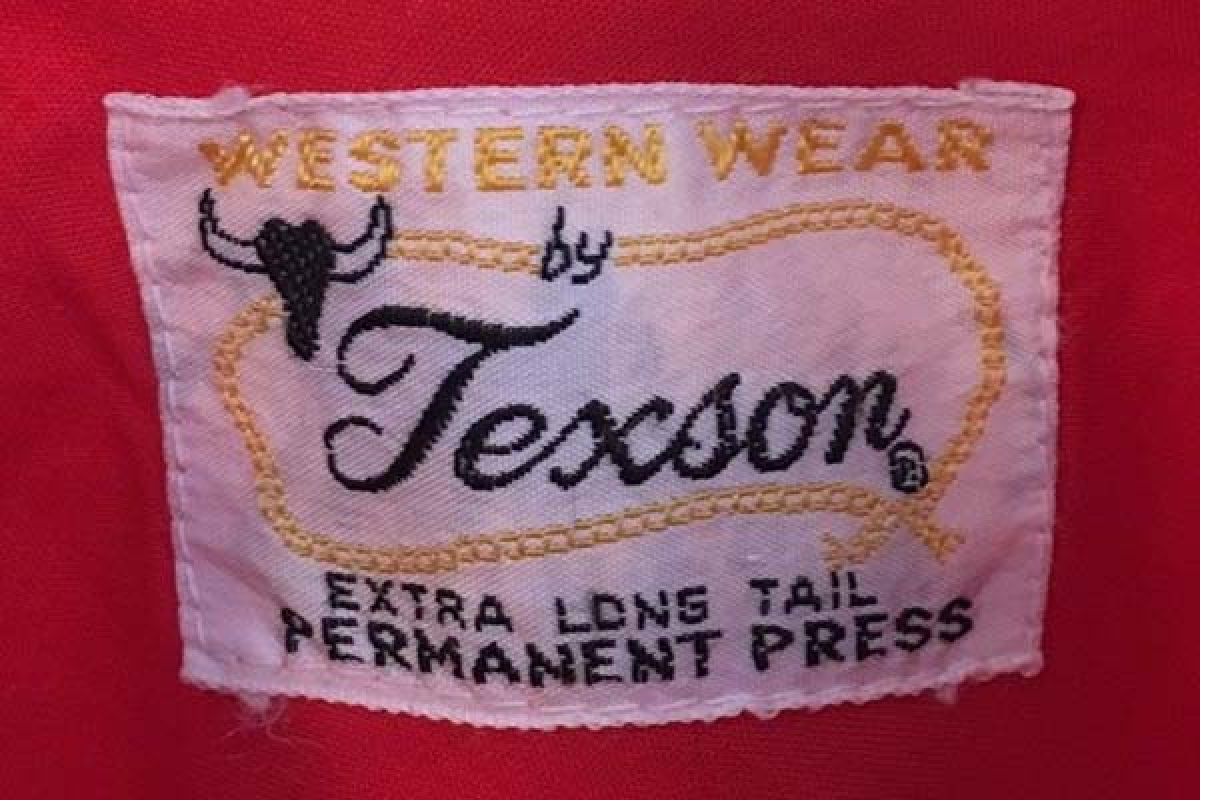 WESTERN WEAR
by
Texson®
EXTRA LONG TAIL
PERMANENT PRESS